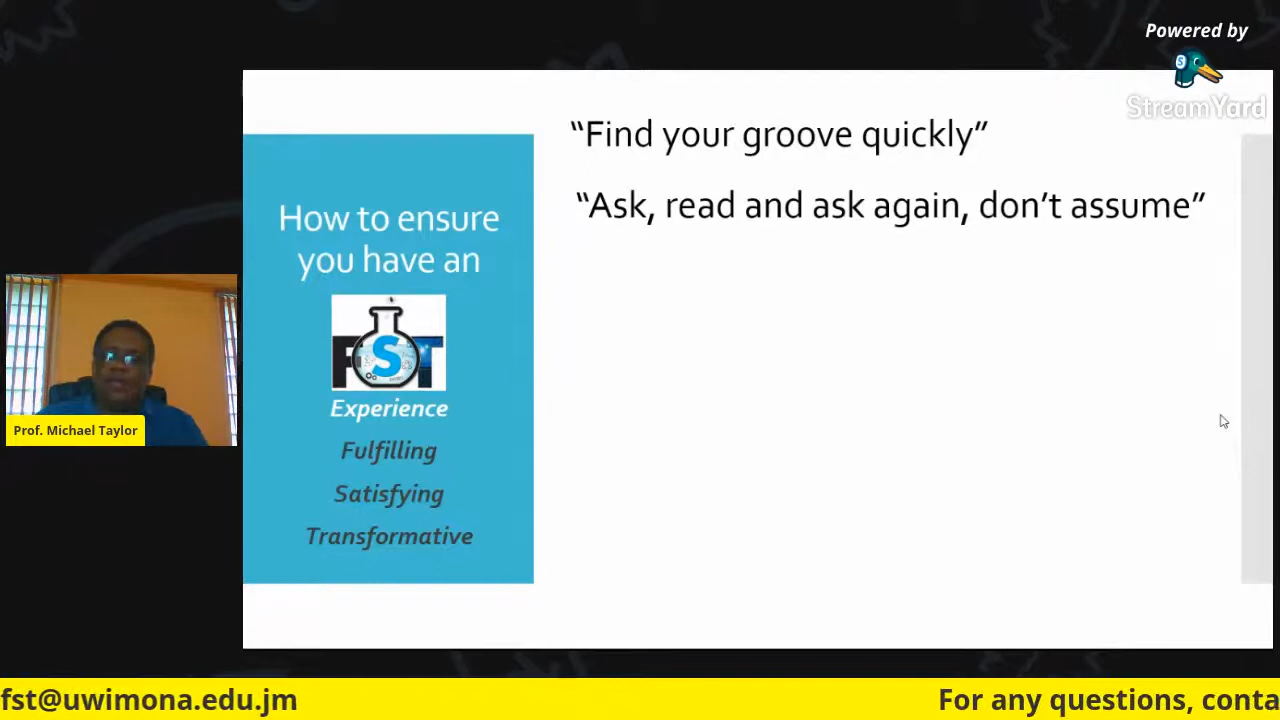 Powered by
StreamYard
“Find your groove quickly”
“Ask, read and ask again, don’t assume”
How to ensure
you have an
FST
Experience
Fulfilling
Satisfying
Transformative
Prof. Michael Taylor
fst@uwimona.edu.jm
For any questions, conta